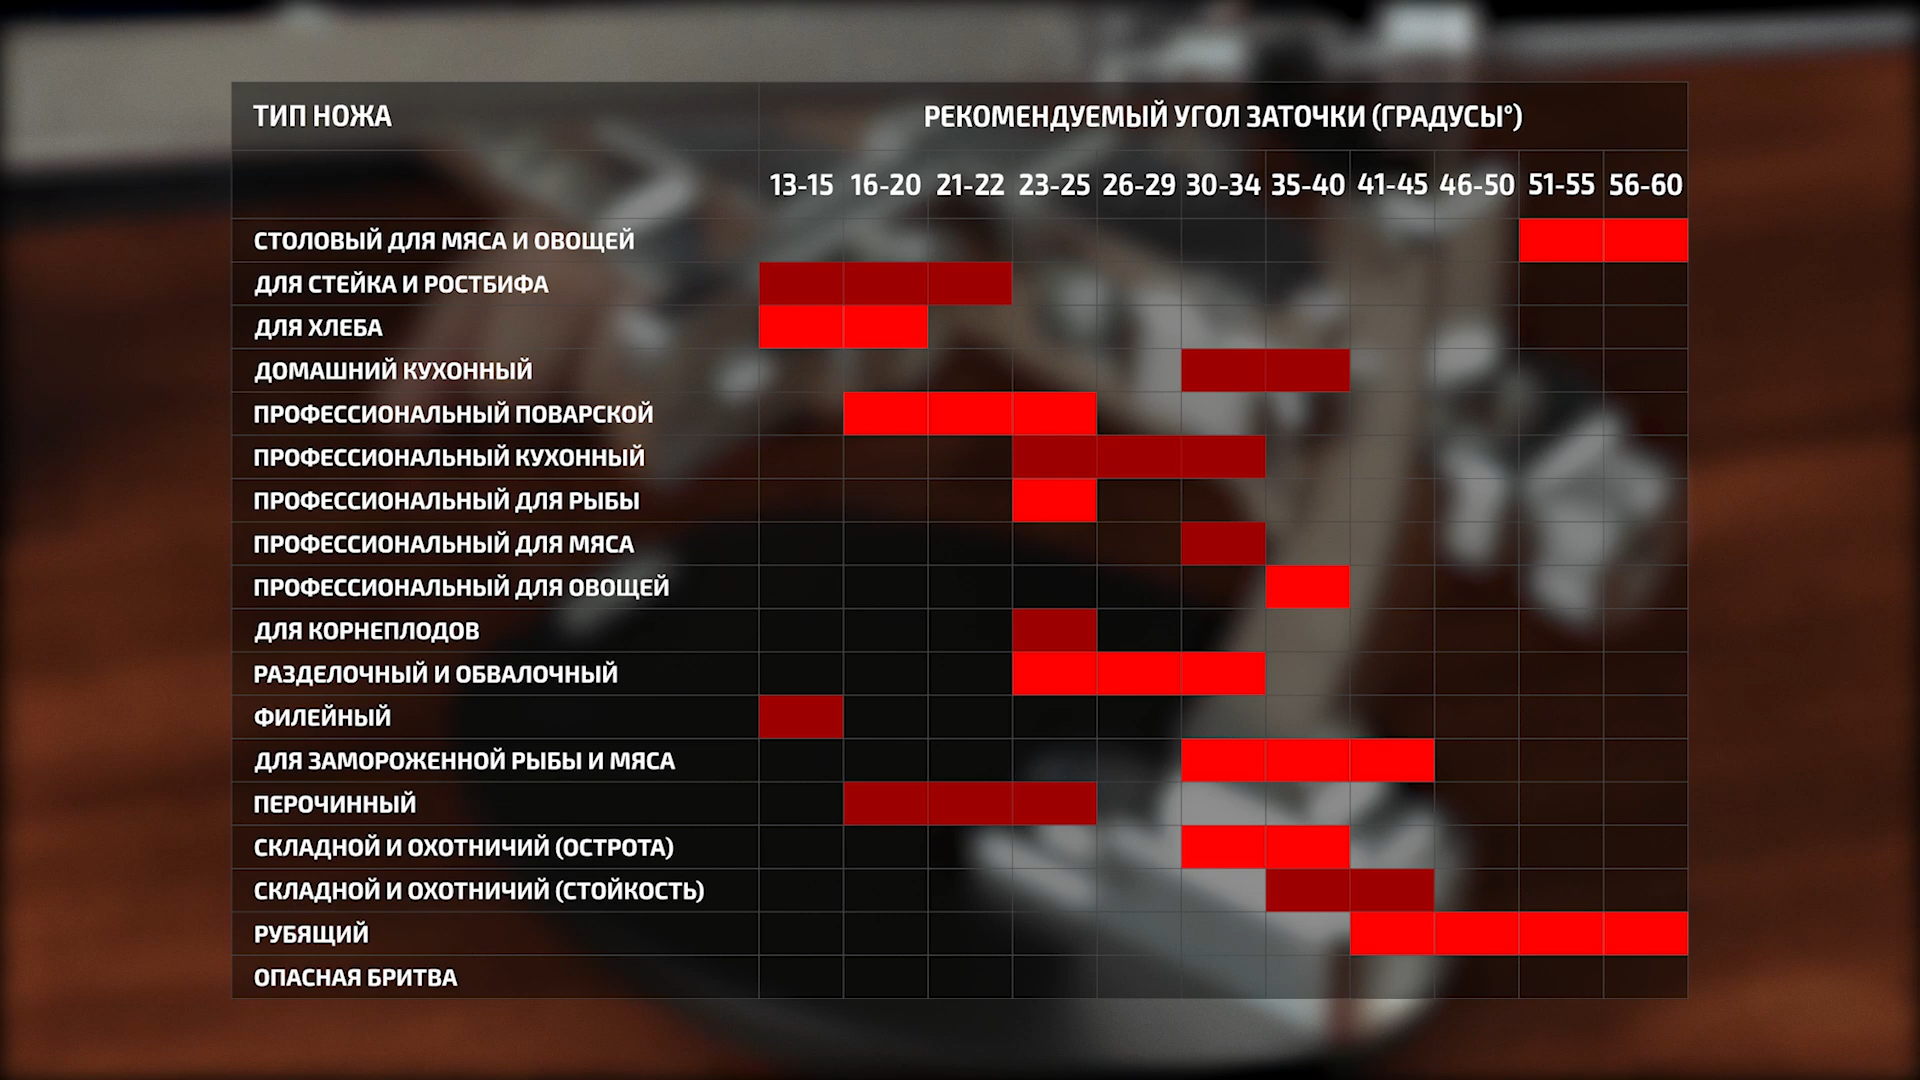 ТИП НОЖА
РЕКОМЕНДУЕМЫЙ УГОЛ ЗАТОЧКИ (ГРАДУСЫ°)
13-15 16-20 21-22 23-25 26-29 30-34 35-40 41-45 46-50 51-55 56-60
СТОЛОВЫЙ ДЛЯ МЯСА И ОВОЩЕЙ
ДЛЯ СТЕЙКА И РОСТБИФА
ДЛЯ ХЛЕБА
ДОМАШНИЙ КУХОННЫЙ
ПРОФЕССИОНАЛЬНЫЙ ПОВАРСКОЙ
ПРОФЕССИОНАЛЬНЫЙ КУХОННЫЙ
ПРОФЕССИОНАЛЬНЫЙ ДЛЯ РЫБЫ
ПРОФЕССИОНАЛЬНЫЙ ДЛЯ МЯСА
ПРОФЕССИОНАЛЬНЫЙ ДЛЯ ОВОЩЕЙ
ДЛЯ КОРНЕПЛОДОВ
РАЗДЕЛОЧНЫЙ И ОБВАЛОЧНЫЙ
ФИЛЕЙНЫЙ
ДЛЯ ЗАМОРОЖЕННОЙ РЫБЫ И МЯСА
ПЕРОЧИННЫЙ
СКЛАДНОЙ И ОХОТНИЧИЙ (ОСТРОТА)
СКЛАДНОЙ И ОХОТНИЧИЙ (СТОЙКОСТЬ)
РУБЯЩИЙ
ОПАСНАЯ БРИТВА